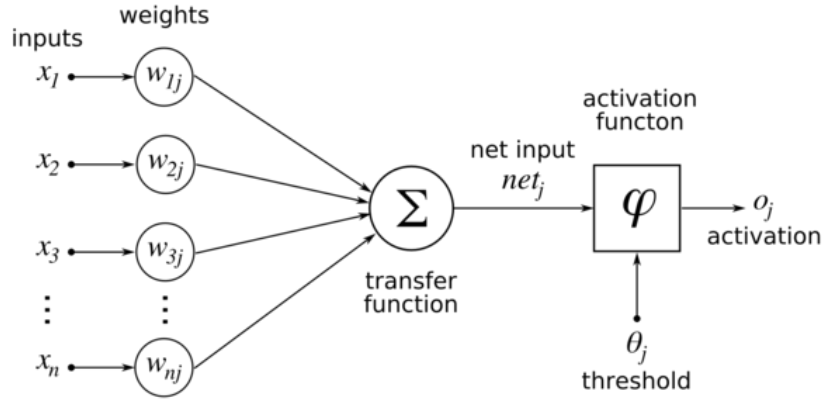 weights
inputs
x₁
w₁ⱼ
x₂
w₂ⱼ
x₃
w₃ⱼ
⋮
⋮
xₙ
wₙⱼ
Σ
transfer
function
net input
netⱼ
activation
functon
φ
oⱼ
activation
θⱼ
threshold